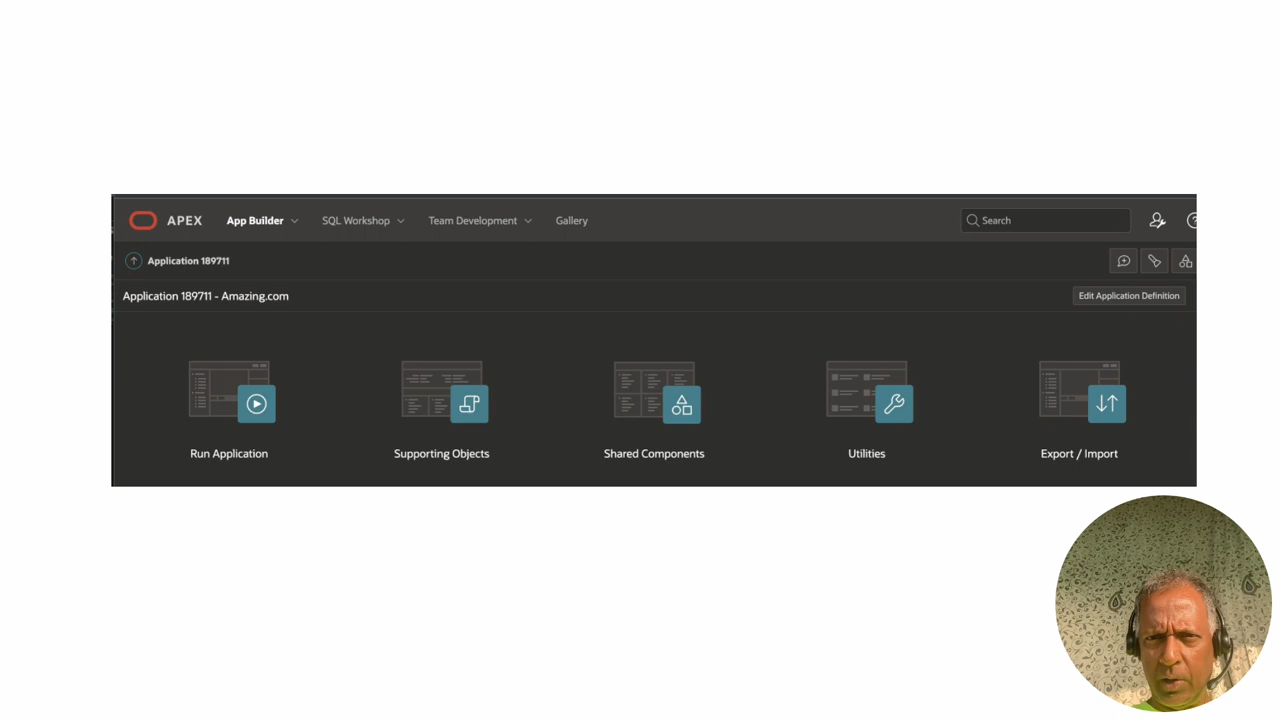 APEX App Builder SQL Workshop Team Development Gallery Search
Application 189711
Application 189711 - Amazing.com Edit Application Definition
Run Application Supporting Objects Shared Components Utilities Export / Import